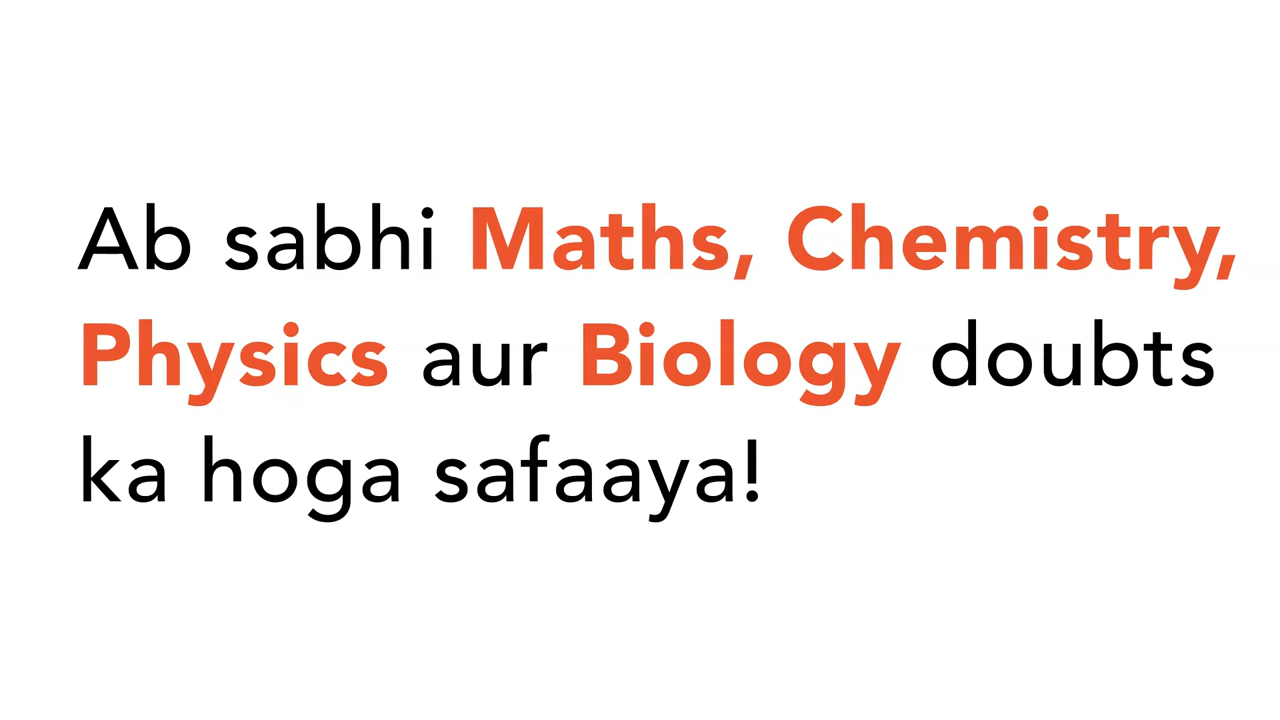 Ab sabhi Maths, Chemistry,
Physics aur Biology doubts
ka hoga safaaya!